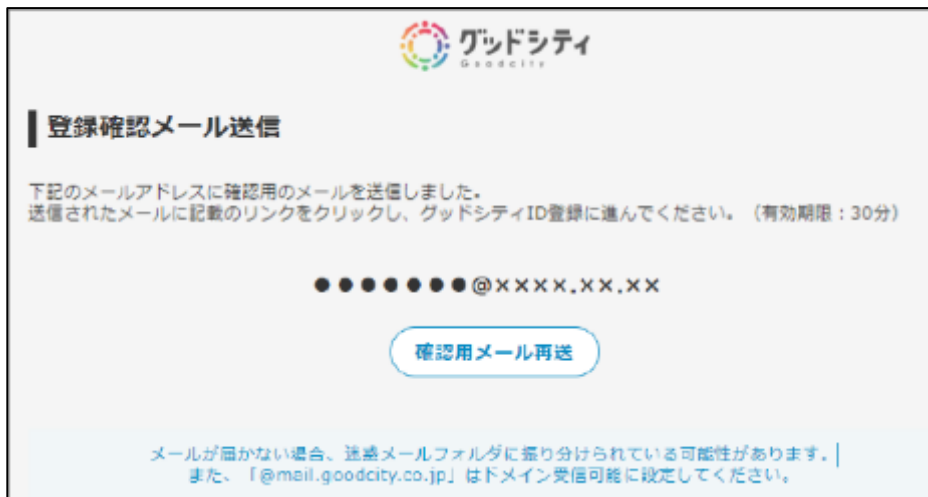 グッドシティ
Goodcity
登録確認メール送信
下記のメールアドレスに確認用のメールを送信しました。
送信されたメールに記載のリンクをクリックし、グッドシティID登録に進んでください。（有効期限：30分）
●●●●●●●@××××.××.××
確認用メール再送
メールが届かない場合、迷惑メールフォルダに振り分けられている可能性があります。
また、「@mail.goodcity.co.jp」はドメイン受信可能に設定してください。